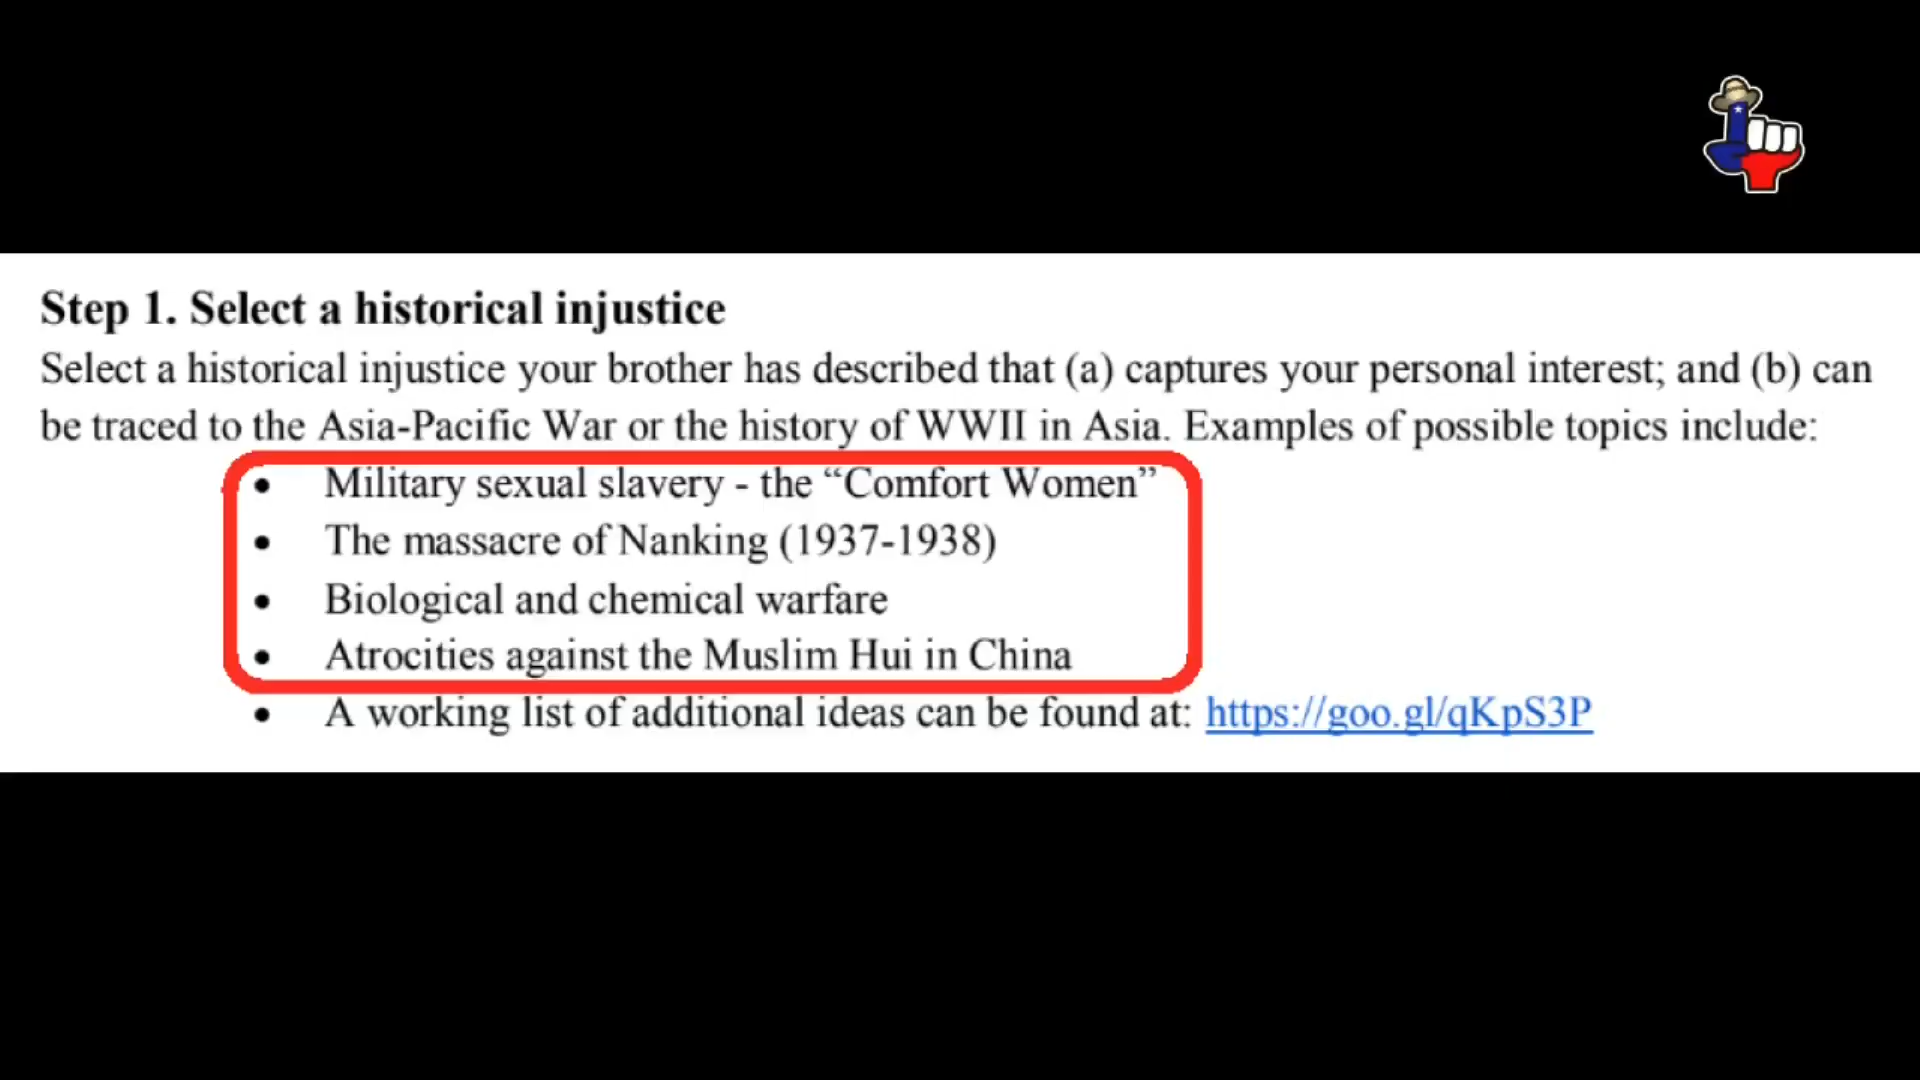 Step 1. Select a historical injustice
Select a historical injustice your brother has described that (a) captures your personal interest; and (b) can
be traced to the Asia-Pacific War or the history of WWII in Asia. Examples of possible topics include:
• Military sexual slavery - the “Comfort Women”
• The massacre of Nanking (1937-1938)
• Biological and chemical warfare
• Atrocities against the Muslim Hui in China
• A working list of additional ideas can be found at: https://goo.gl/qKpS3P